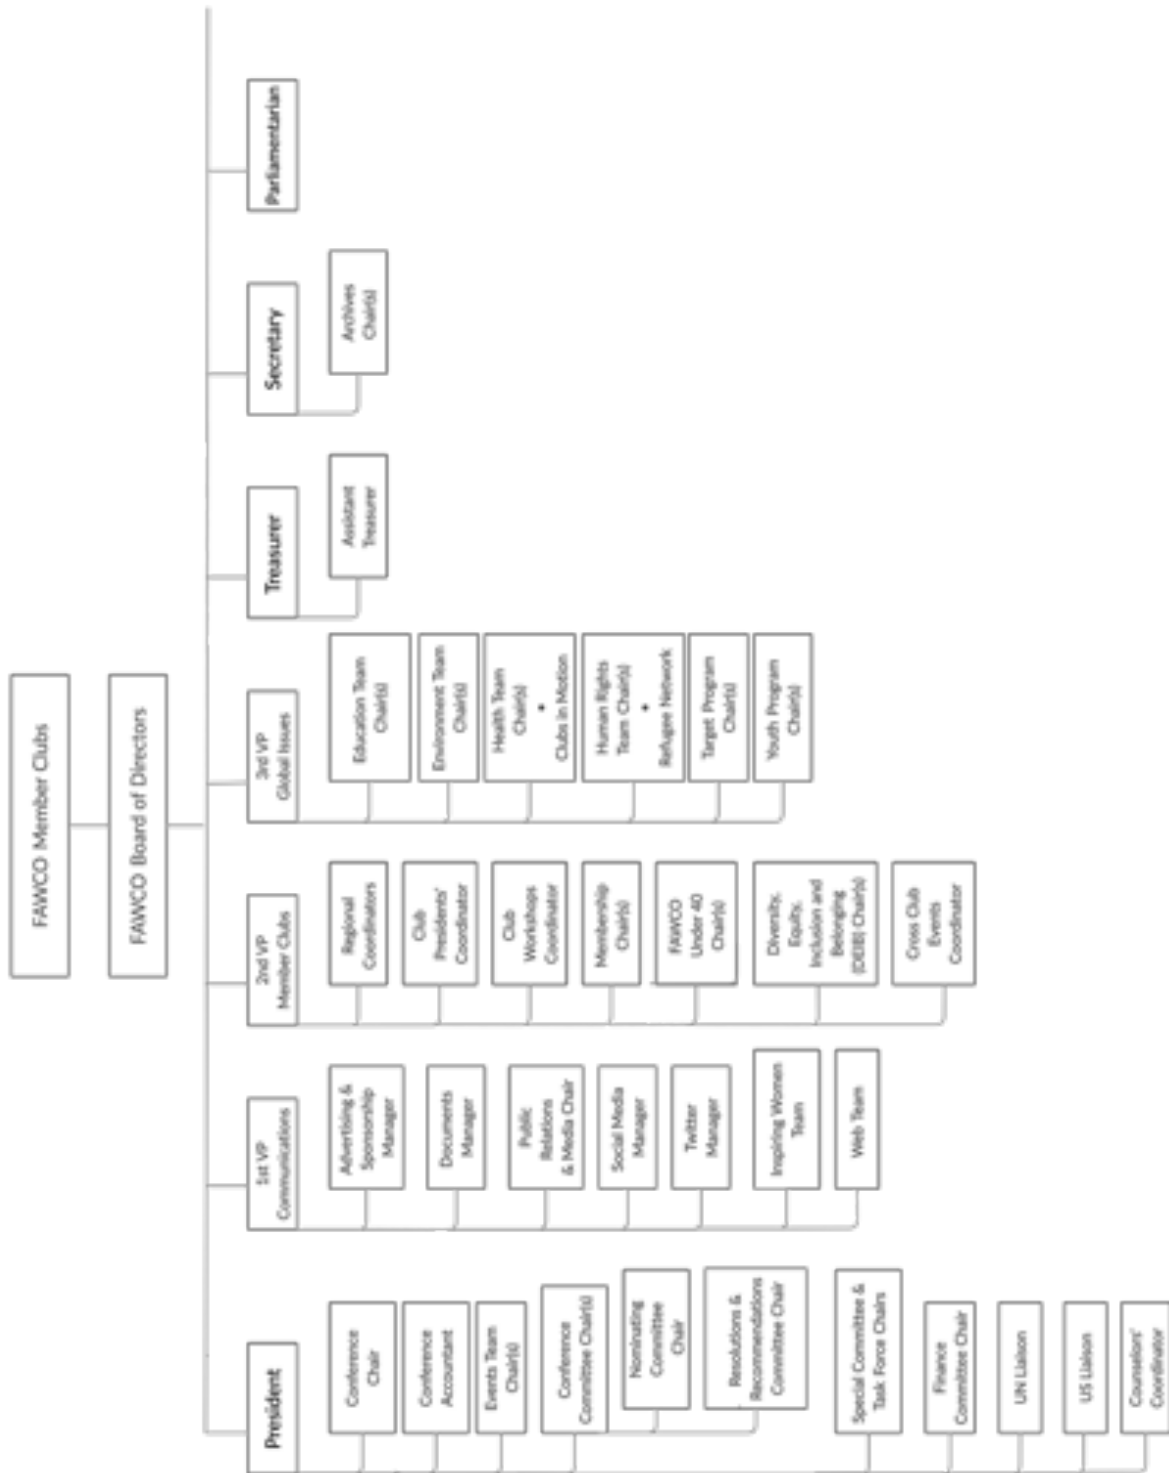 FAWCO Member Clubs
FAWCO Board of Directors
President
Conference
Chair
Conference
Accountant
Events Team
Chair(s)
Conference
Committee Chair(s)
Nominating
Committee
Chair
Resolutions &
Recommendations
Committee Chair
Special Committee &
Task Force Chairs
Finance
Committee Chair
UN Liaison
US Liaison
Counselors'
Coordinator
1st VP
Communications
Advertising &
Sponsorship
Manager
Documents
Manager
Public
Relations
& Media Chair
Social Media
Manager
Twitter
Manager
Inspiring Women
Team
Web Team
2nd VP
Member Clubs
Regional
Coordinators
Club
Presidents'
Coordinator
Club
Workshops
Coordinator
Membership
Chair(s)
FAWCO
Under 40
Chair(s)
Diversity,
Equity,
Inclusion and
Belonging
(DEIB) Chair(s)
Cross Club
Events
Coordinator
3rd VP
Global Issues
Education Team
Chair(s)
Environment Team
Chair(s)
Health Team
Chair(s)
•
Clubs in Motion
Human Rights
Team Chair(s)
•
Refugee Network
Target Program
Chair(s)
Youth Program
Chair(s)
Treasurer
Assistant
Treasurer
Secretary
Archives
Chair(s)
Parliamentarian